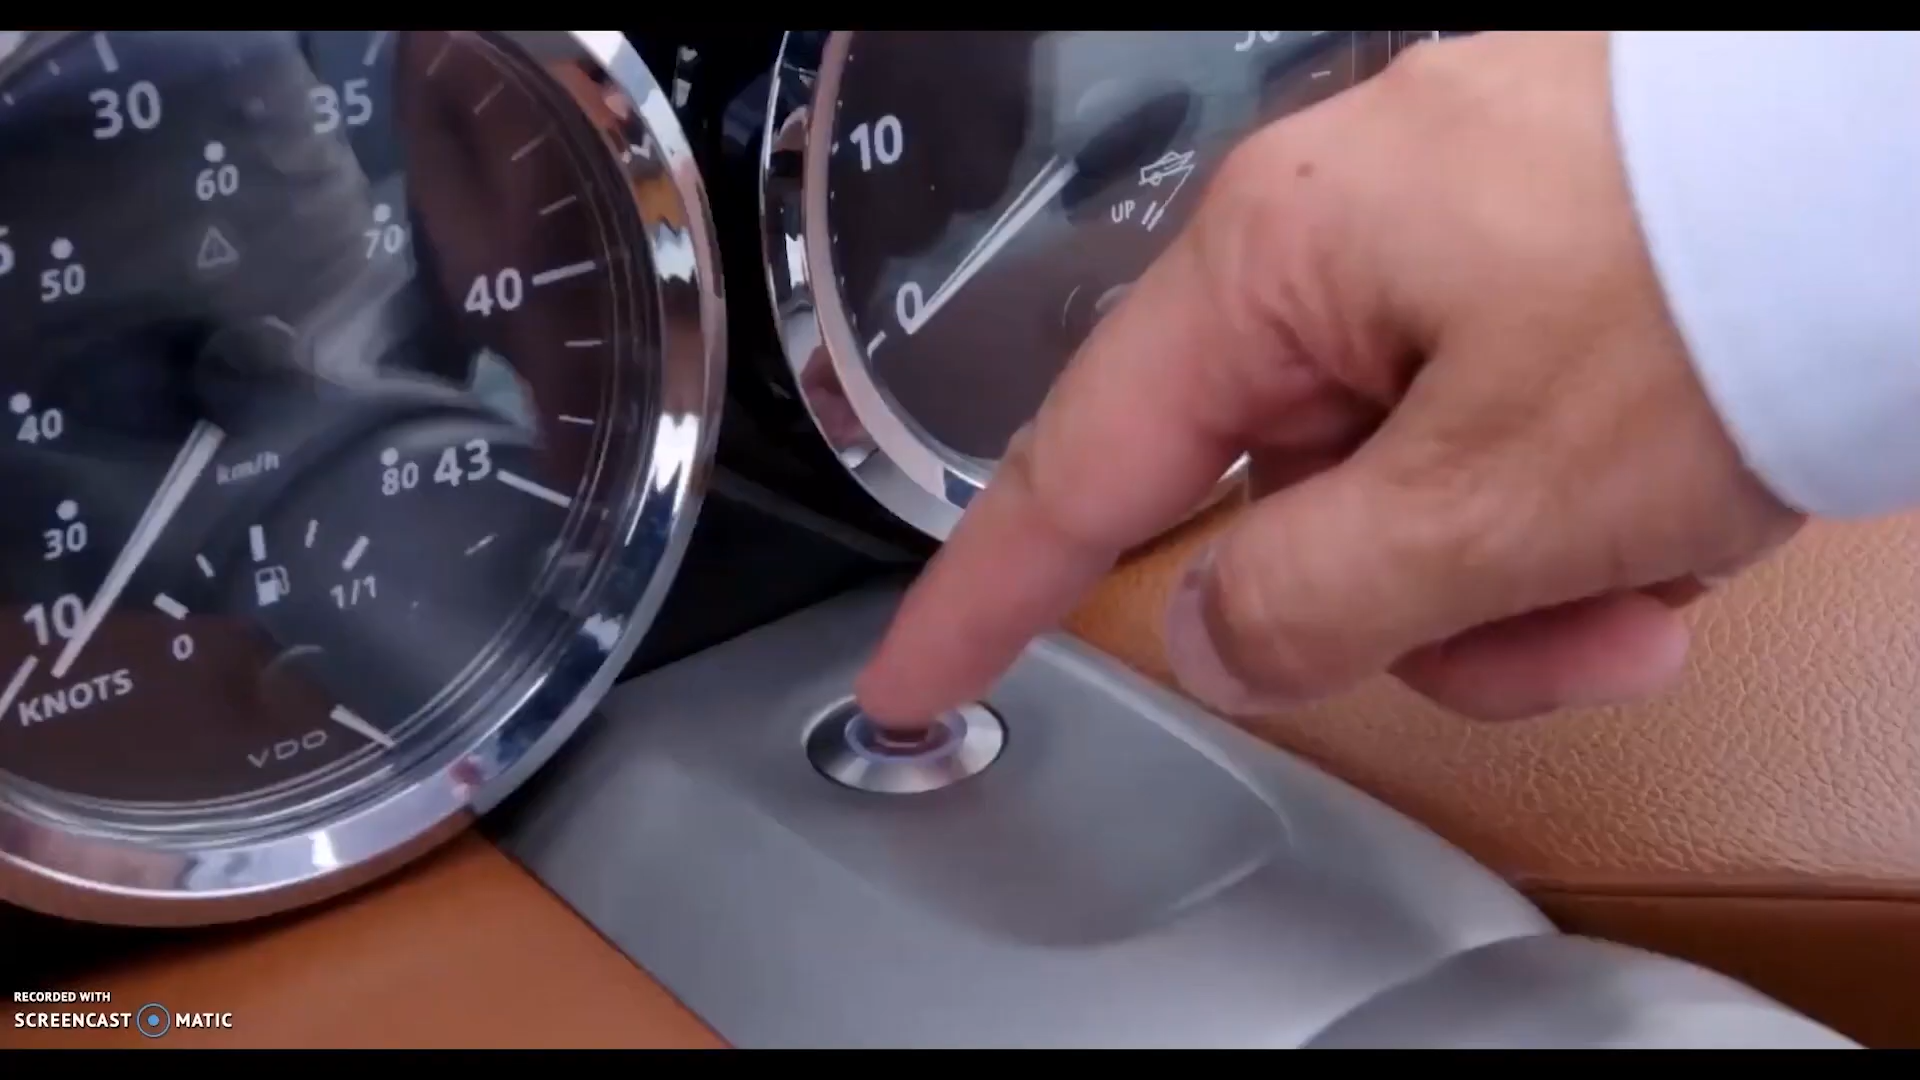 30
35
60
70
50
40
40
80 43
km/h
30
10
1/1
0
KNOTS
VDO
10
UP
0
RECORDED WITH
SCREENCAST MATIC